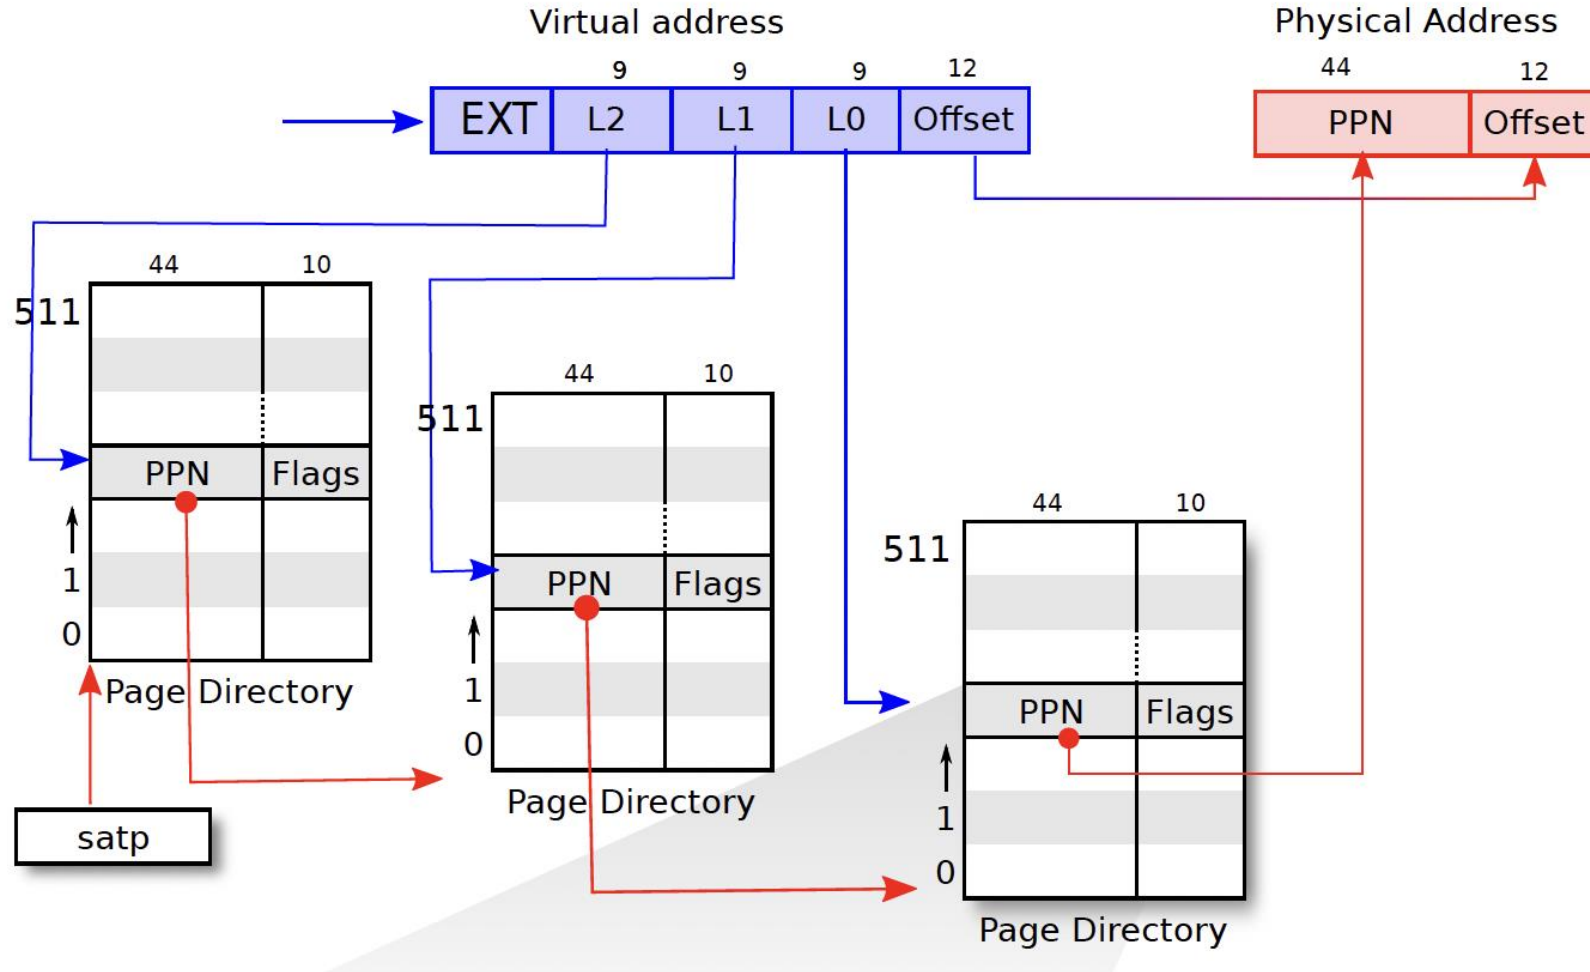 Virtual address
Physical Address
9 9 9 12
44 12
EXT L2 L1 L0 Offset
PPN Offset
44 10
511
PPN Flags
1
0
Page Directory
satp
44 10
511
PPN Flags
1
0
Page Directory
44 10
511
PPN Flags
1
0
Page Directory